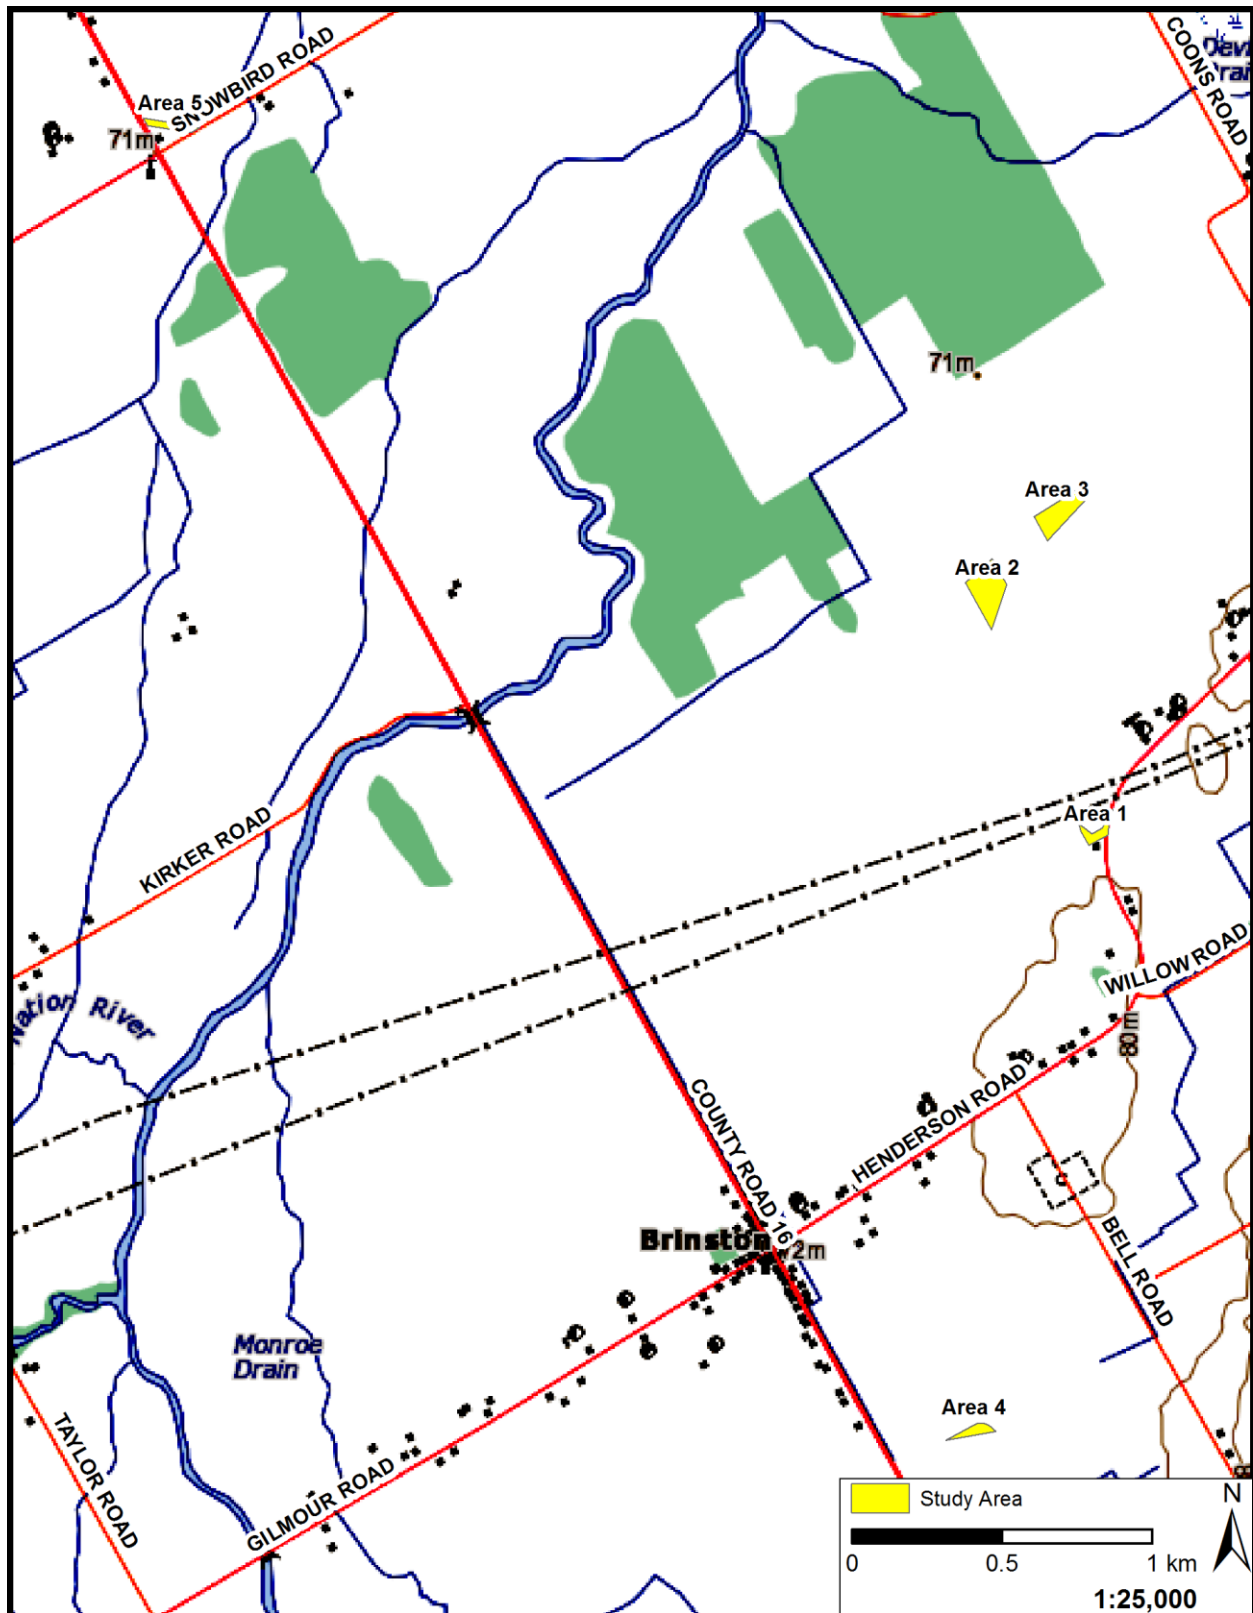 SNOWBIRD ROAD
COONS ROAD
Area 5
71m
71m
Area 3
Area 2
Area 1
KIRKER ROAD
Nation River
WILLOW ROAD
80m
COUNTY ROAD 16
HENDERSON ROAD
Brinston
72m
BELL ROAD
Monroe
Drain
Area 4
TAYLOR ROAD
GILMOUR ROAD
Study Area
N
0 0.5 1 km
1:25,000